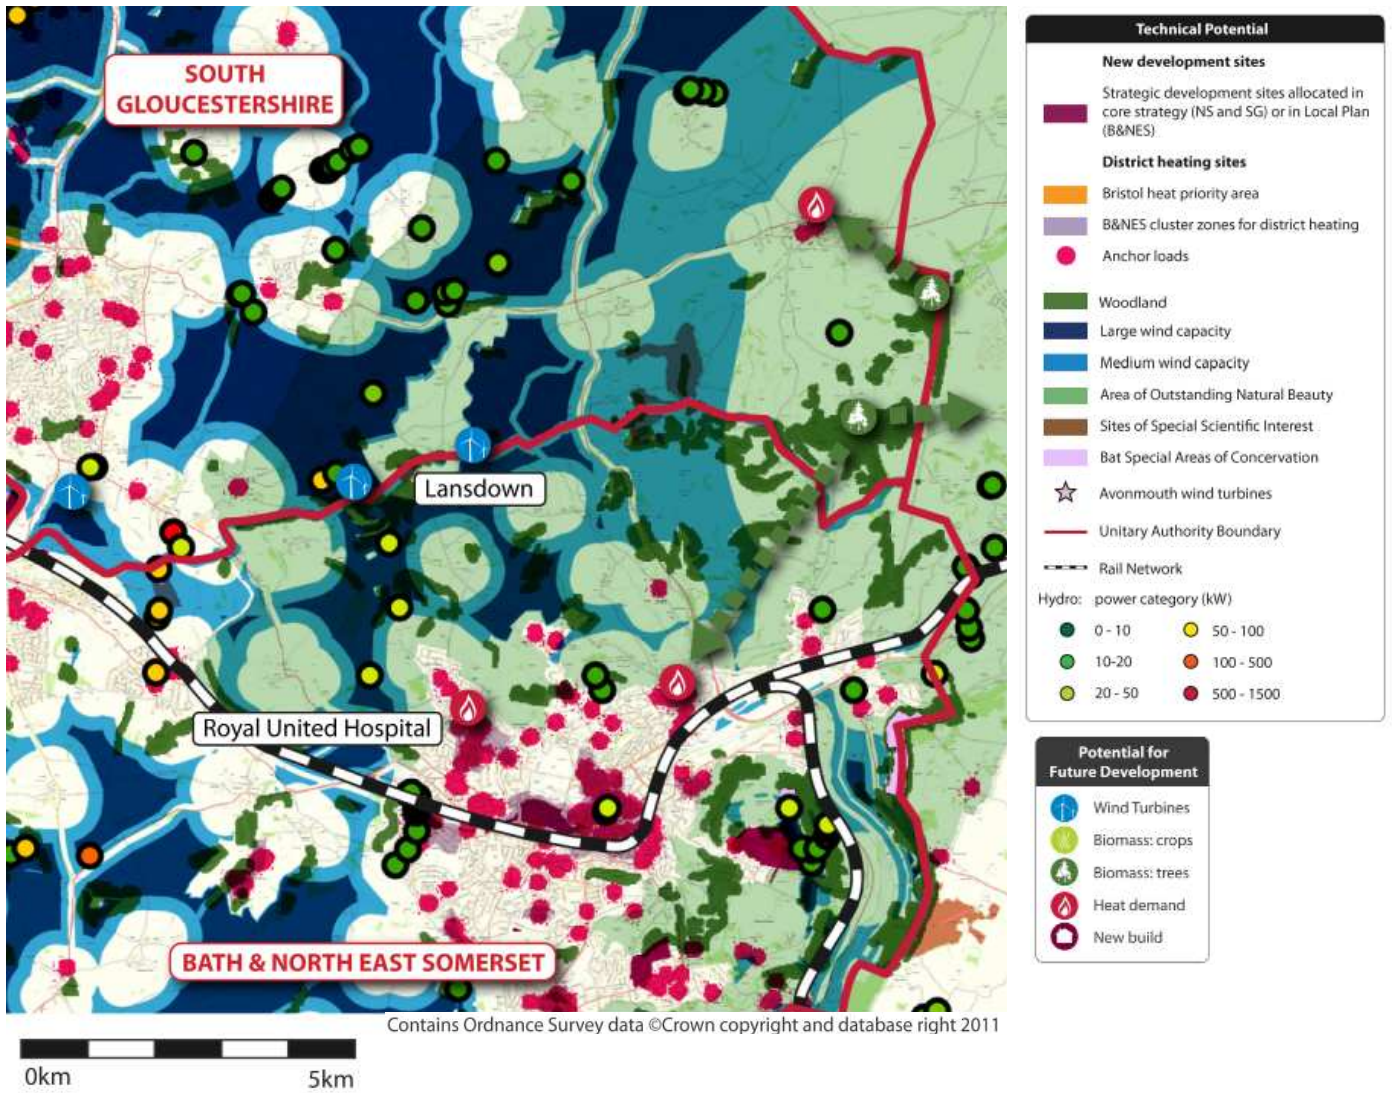 SOUTH
GLOUCESTERSHIRE
Lansdown
Royal United Hospital
BATH & NORTH EAST SOMERSET
Contains Ordnance Survey data ©Crown copyright and database right 2011
0km
5km
Technical Potential
New development sites
Strategic development sites allocated in
core strategy (NS and SG) or in Local Plan
(B&NES)
District heating sites
Bristol heat priority area
B&NES cluster zones for district heating
Anchor loads
Woodland
Large wind capacity
Medium wind capacity
Area of Outstanding Natural Beauty
Sites of Special Scientific Interest
Bat Special Areas of Concervation
Avonmouth wind turbines
Unitary Authority Boundary
Rail Network
Hydro: power category (kW)
0 - 10
50 - 100
10-20
100 - 500
20 - 50
500 - 1500
Potential for
Future Development
Wind Turbines
Biomass: crops
Biomass: trees
Heat demand
New build